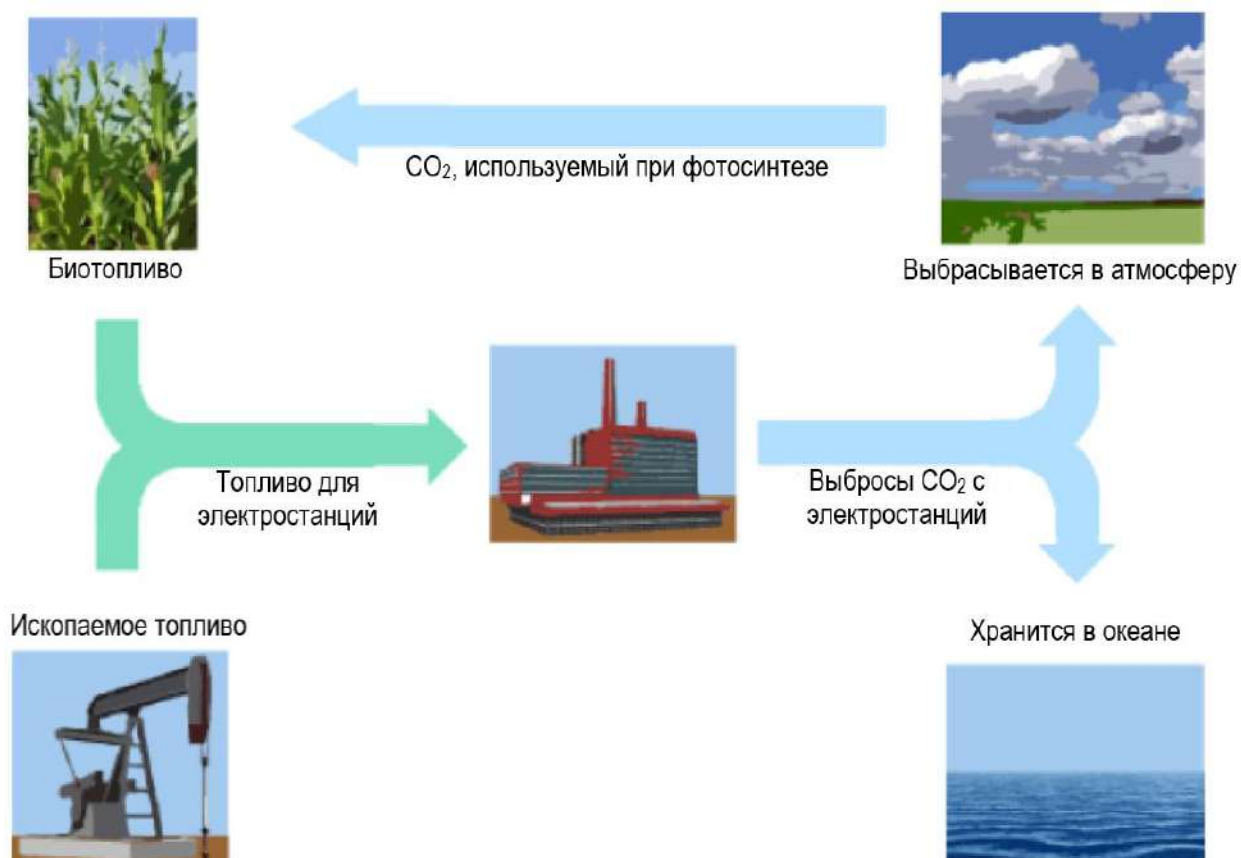 CO₂, используемый при фотосинтезе
Биотопливо
Выбрасывается в атмосферу
Топливо для
электростанций
Выбросы CO₂ с
электростанций
Ископаемое топливо
Хранится в океане